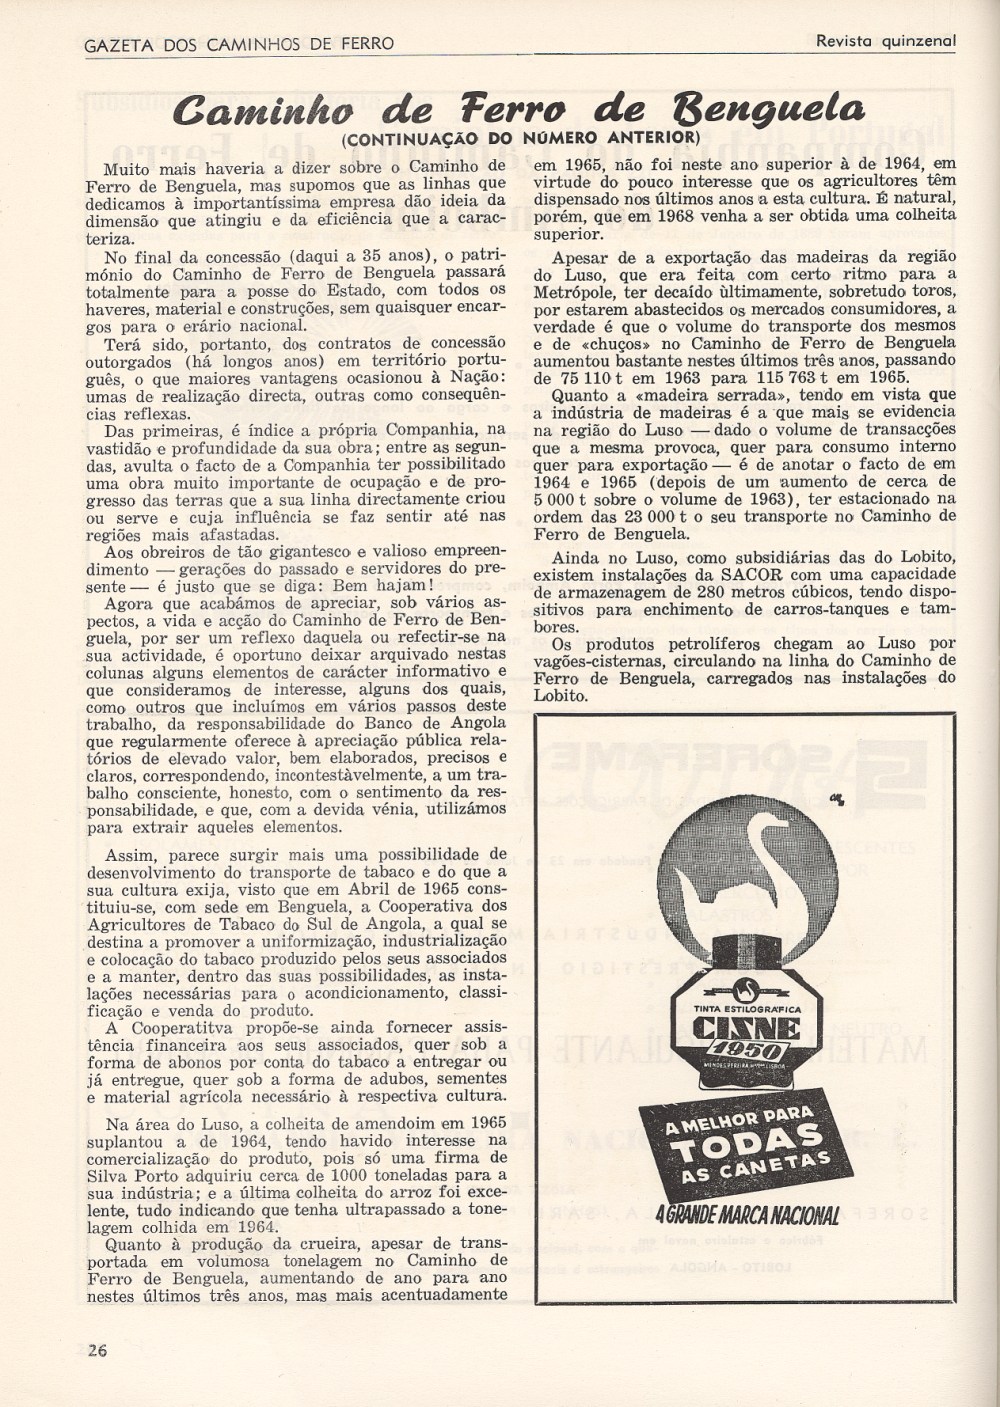 GAZETA DOS CAMINHOS DE FERRO
Revista quinzenal
Caminho de Ferro de Benguela
(CONTINUAÇÃO DO NÚMERO ANTERIOR)
Muito mais haveria a dizer sobre o Caminho de
Ferro de Benguela, mas supomos que as linhas que
dedicamos à importantíssima empresa dão ideia da
dimensão que atingiu e da eficiência que a carac-
teriza.
No final da concessão (daqui a 35 anos), o patri-
mónio do Caminho de Ferro de Benguela passará
totalmente para a posse do Estado, com todos os
haveres, material e construções, sem quaisquer encar-
gos para o erário nacional.
Terá sido, portanto, dos contratos de concessão
outorgados (há longos anos) em território portu-
guês, o que maiores vantagens ocasionou à Nação:
umas de realização directa, outras como consequên-
cias reflexas.
Das primeiras, é índice a própria Companhia, na
vastidão e profundidade da sua obra; entre as segun-
das, avulta o facto de a Companhia ter possibilitado
uma obra muito importante de ocupação e de pro-
gresso das terras que a sua linha directamente criou
ou serve e cuja influência se faz sentir até nas
regiões mais afastadas.
Aos obreiros de tão gigantesco e valioso empreen-
dimento — gerações do passado e servidores do pre-
sente — é justo que se diga: Bem hajam!
Agora que acabámos de apreciar, sob vários as-
pectos, a vida e acção do Caminho de Ferro de Ben-
guela, por ser um reflexo daquela ou refectir-se na
sua actividade, é oportuno deixar arquivado nestas
colunas alguns elementos de carácter informativo e
que consideramos de interesse, alguns dos quais,
como outros que incluímos em vários passos deste
trabalho, da responsabilidade do Banco de Angola
que regularmente oferece à apreciação pública rela-
tórios de elevado valor, bem elaborados, precisos e
claros, correspondendo, incontestàvelmente, a um tra-
balho consciente, honesto, com o sentimento da res-
ponsabilidade, e que, com a devida vénia, utilizámos
para extrair aqueles elementos.
Assim, parece surgir mais uma possibilidade de
desenvolvimento do transporte de tabaco e do que a
sua cultura exija, visto que em Abril de 1965 cons-
tituiu-se, com sede em Benguela, a Cooperativa dos
Agricultores de Tabaco do Sul de Angola, a qual se
destina a promover a uniformização, industrialização
e colocação do tabaco produzido pelos seus associados
e a manter, dentro das suas possibilidades, as insta-
lações necessárias para o acondicionamento, classi-
ficação e venda do produto.
A Cooperatitva propõe-se ainda fornecer assis-
tência financeira aos seus associados, quer sob a
forma de abonos por conta do tabaco a entregar ou
já entregue, quer sob a forma de adubos, sementes
e material agrícola necessário à respectiva cultura.
Na área do Luso, a colheita de amendoim em 1965
suplantou a de 1964, tendo havido interesse na
comercialização do produto, pois só uma firma de
Silva Porto adquiriu cerca de 1000 toneladas para a
sua indústria; e a última colheita do arroz foi exce-
lente, tudo indicando que tenha ultrapassado a tone-
lagem colhida em 1964.
Quanto à produção da crueira, apesar de trans-
portada em volumosa tonelagem no Caminho de
Ferro de Benguela, aumentando de ano para ano
nestes últimos três anos, mas mais acentuadamente
em 1965, não foi neste ano superior à de 1964, em
virtude do pouco interesse que os agricultores têm
dispensado nos últimos anos a esta cultura. É natural,
porém, que em 1968 venha a ser obtida uma colheita
superior.
Apesar de a exportação das madeiras da região
do Luso, que era feita com certo ritmo para a
Metrópole, ter decaído ùltimamente, sobretudo toros,
por estarem abastecidos os mercados consumidores, a
verdade é que o volume do transporte dos mesmos
e de «chuços» no Caminho de Ferro de Benguela
aumentou bastante nestes últimos três anos, passando
de 75 110 t em 1963 para 115 763 t em 1965.
Quanto a «madeira serrada», tendo em vista que
a indústria de madeiras é a que mais se evidencia
na região do Luso — dado o volume de transacções
que a mesma provoca, quer para consumo interno
quer para exportação — é de anotar o facto de em
1964 e 1965 (depois de um aumento de cerca de
5 000 t sobre o volume de 1963), ter estacionado na
ordem das 23 000 t o seu transporte no Caminho de
Ferro de Benguela.
Ainda no Luso, como subsidiárias das do Lobito,
existem instalações da SACOR com uma capacidade
de armazenagem de 280 metros cúbicos, tendo dispo-
sitivos para enchimento de carros-tanques e tam-
bores.
Os produtos petrolíferos chegam ao Luso por
vagões-cisternas, circulando na linha do Caminho de
Ferro de Benguela, carregados nas instalações do
Lobito.
TINTA ESTILOGRÁFICA
CISNE
1950
A MELHOR PARA
TODAS
AS CANETAS
A GRANDE MARCA NACIONAL
26